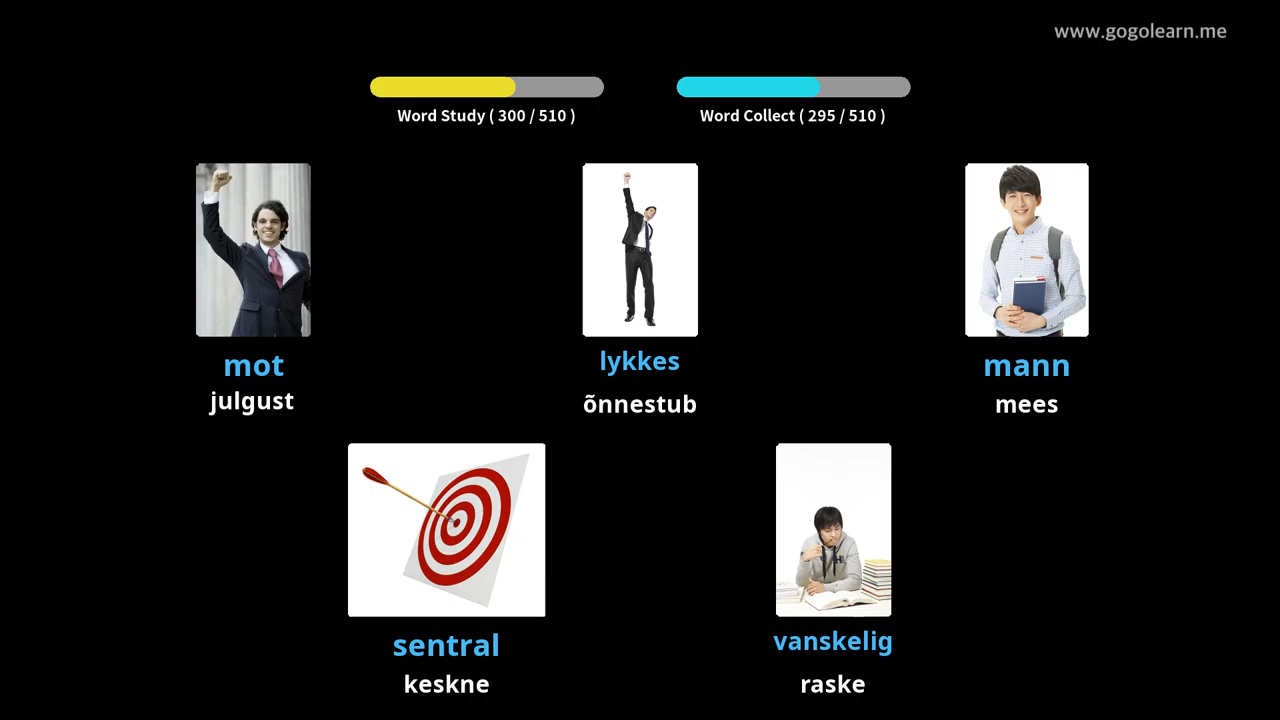 www.gogolearn.me
Word Study ( 300 / 510 )
Word Collect ( 295 / 510 )
mot
julgust
lykkes
õnnestub
mann
mees
sentral
keskne
vanskelig
raske